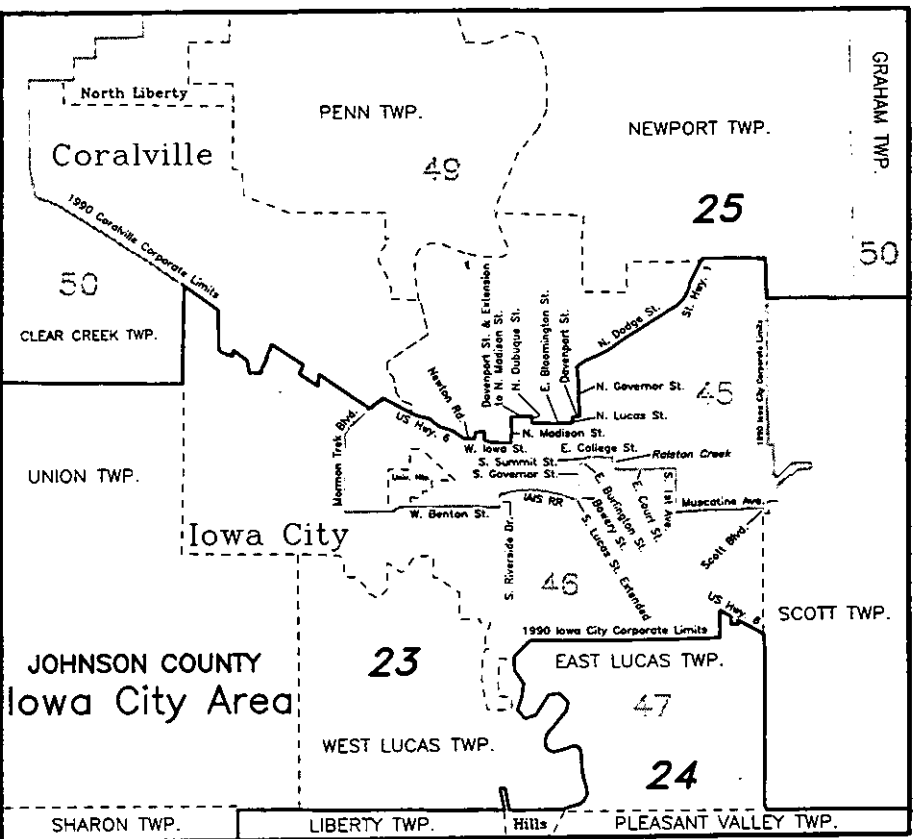 GRAHAM TWP.
North Liberty
PENN TWP.
NEWPORT TWP.
Coralville
49
25
1990 Coralville Corporate Limits
50
50
CLEAR CREEK TWP.
Davenport St. & Extension
to N. Madison St.
N. Dubuque St.
E. Bloomington St.
Davenport St.
N. Dodge St.
St. Hwy. 1
N. Governor St.
45
1990 Iowa City Corporate Limits
Newton Rd.
N. Lucas St.
US Hwy. 6
N. Madison St.
Mormon Trek Blvd.
W. Iowa St.
E. College St.
S. Summit St.
Ralston Creek
S. Governor St.
UNION TWP.
IAIS RR
E. Burlington St.
E. Court St.
S. 1st Ave.
Muscatine Ave.
W. Benton St.
Bowery St.
S. Lucas St. Extended
Scott Blvd.
Iowa City
S. Riverside Dr.
46
US Hwy. 6
SCOTT TWP.
1990 Iowa City Corporate Limits
JOHNSON COUNTY
Iowa City Area
23
EAST LUCAS TWP.
47
WEST LUCAS TWP.
24
SHARON TWP.
LIBERTY TWP.
Hills
PLEASANT VALLEY TWP.